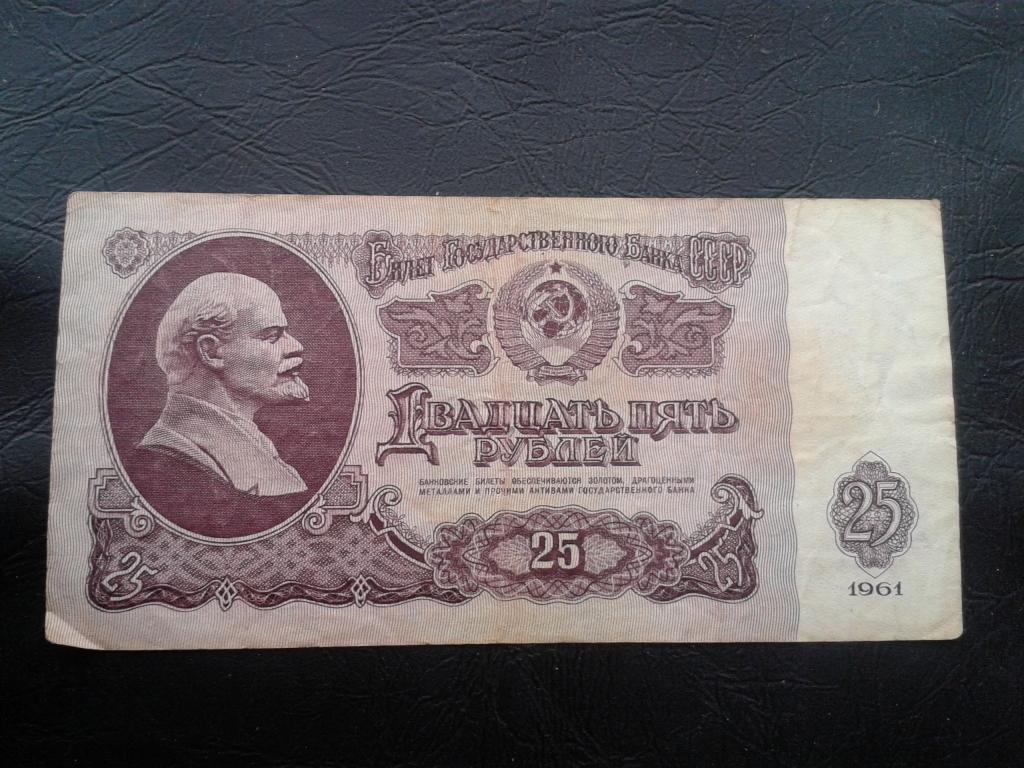 Билет Государственного Банка СССР
Двадцать пять
рублей
БАНКОВСКИЕ БИЛЕТЫ ОБЕСПЕЧИВАЮТСЯ ЗОЛОТОМ, ДРАГОЦЕННЫМИ
МЕТАЛЛАМИ И ПРОЧИМИ АКТИВАМИ ГОСУДАРСТВЕННОГО БАНКА
25
25
25
25
1961